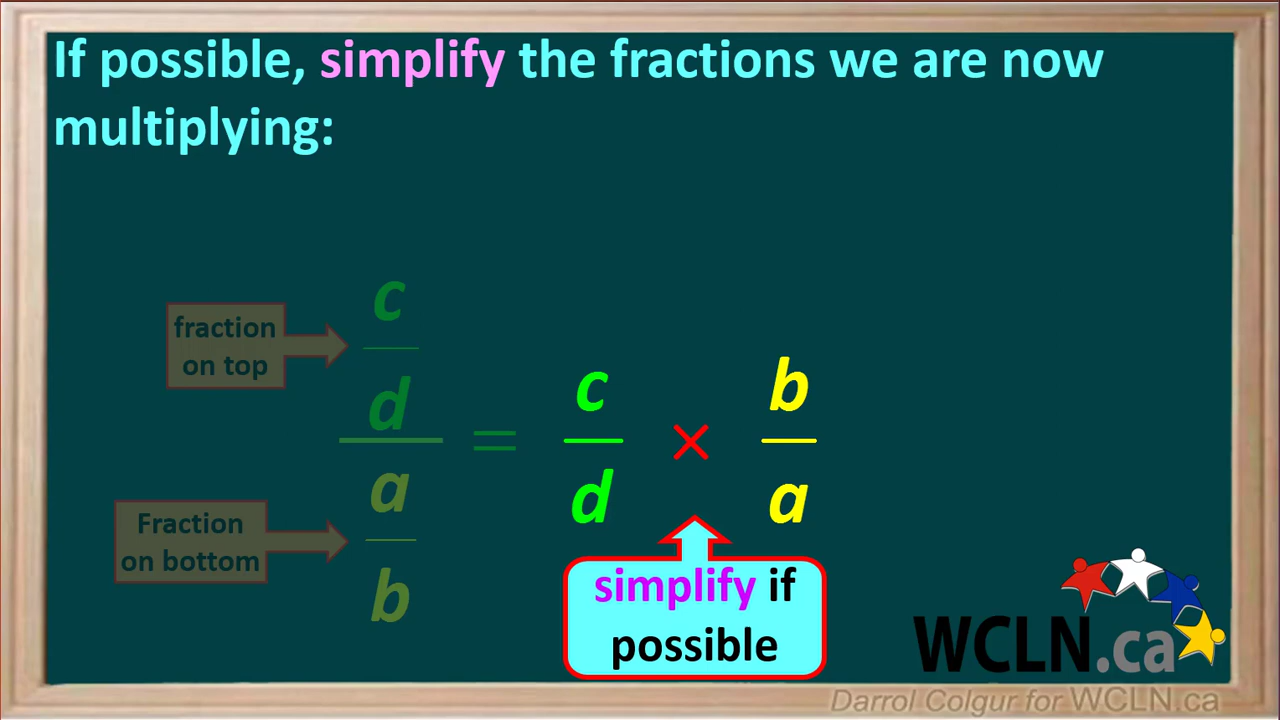 If possible, simplify the fractions we are now
multiplying:
fraction
on top
c
d
Fraction
on bottom
a
b
=
c
d
×
b
a
simplify if
possible
WCLN.ca
Darrol Colgur for WCLN.ca